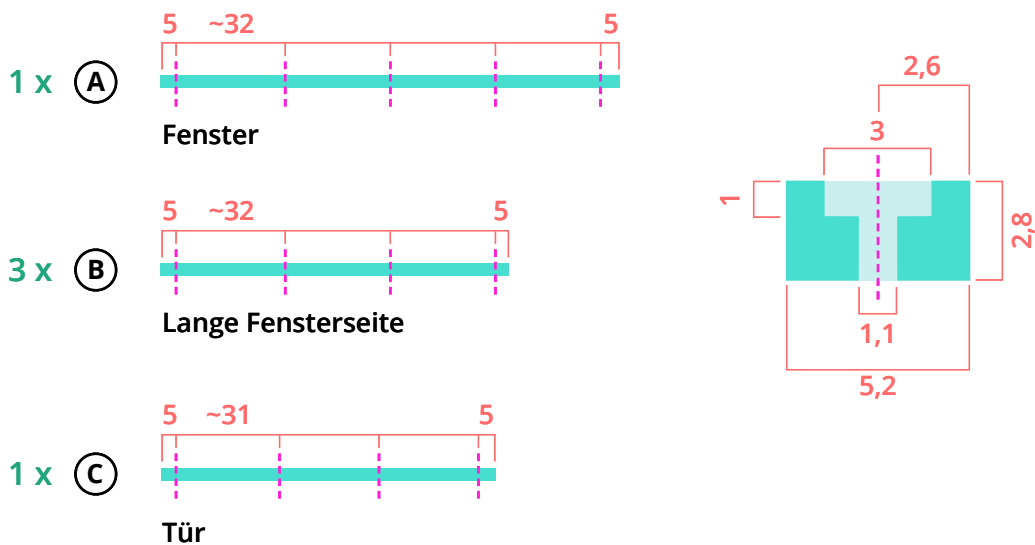 5 ~32 5
1 x A
Fenster
5 ~32 5
3 x B
Lange Fensterseite
5 ~31 5
1 x C
Tür
2,6
3
1
2,8
1,1
5,2